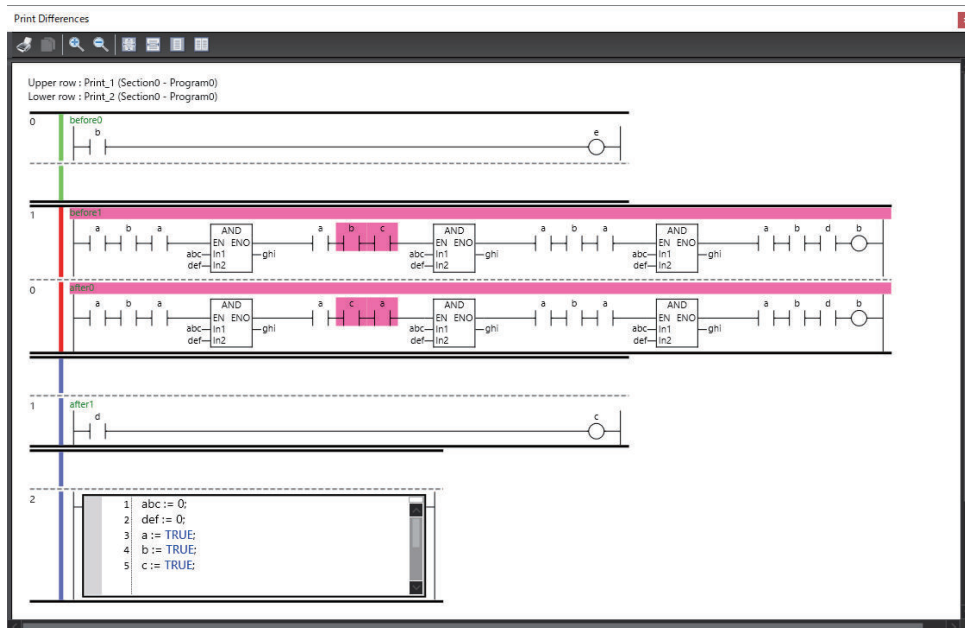 Print Differences
Upper row : Print_1 (Section0 - Program0)
Lower row : Print_2 (Section0 - Program0)
0 before0
b e
1 before1
a b a AND a b c AND a b a AND a b d b
EN ENO EN ENO EN ENO
abc In1 ghi abc In1 ghi abc In1 ghi
def In2 def In2 def In2
0 after0
a b a AND a c a AND a b a AND a b d b
EN ENO EN ENO EN ENO
abc In1 ghi abc In1 ghi abc In1 ghi
def In2 def In2 def In2
1 after1
d c
2
1 abc := 0;
2 def := 0;
3 a := TRUE;
4 b := TRUE;
5 c := TRUE;